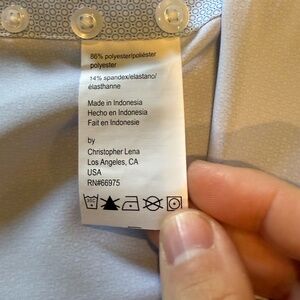 86% polyester/poliéster
polyester
14% spandex/elastano/
élasthanne
Made in Indonesia
Hecho en Indonesia
Fait en Indonesie
by
Christopher Lena
Los Angeles, CA
USA
RN#66975